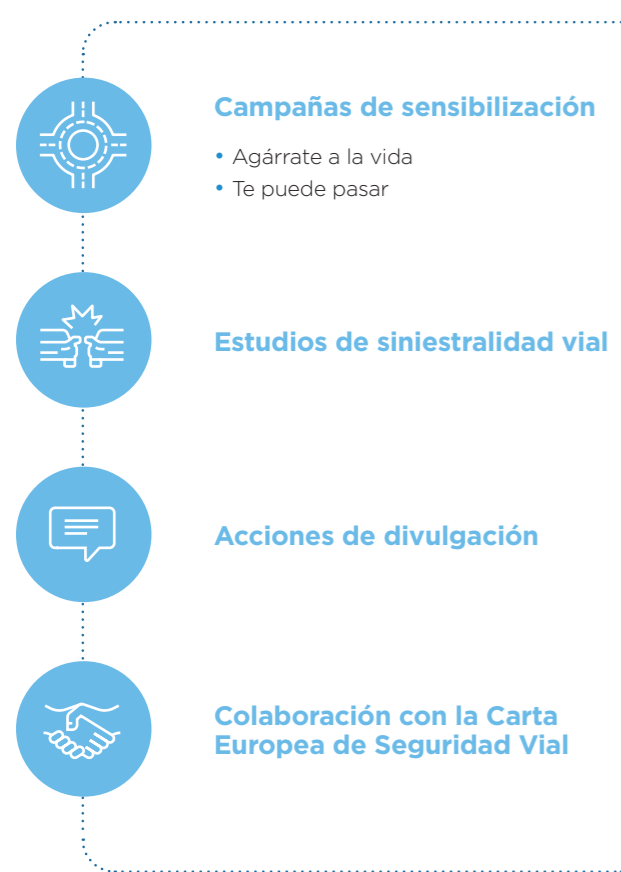 Campañas de sensibilización
• Agárrate a la vida
• Te puede pasar
Estudios de siniestralidad vial
Acciones de divulgación
Colaboración con la Carta
Europea de Seguridad Vial